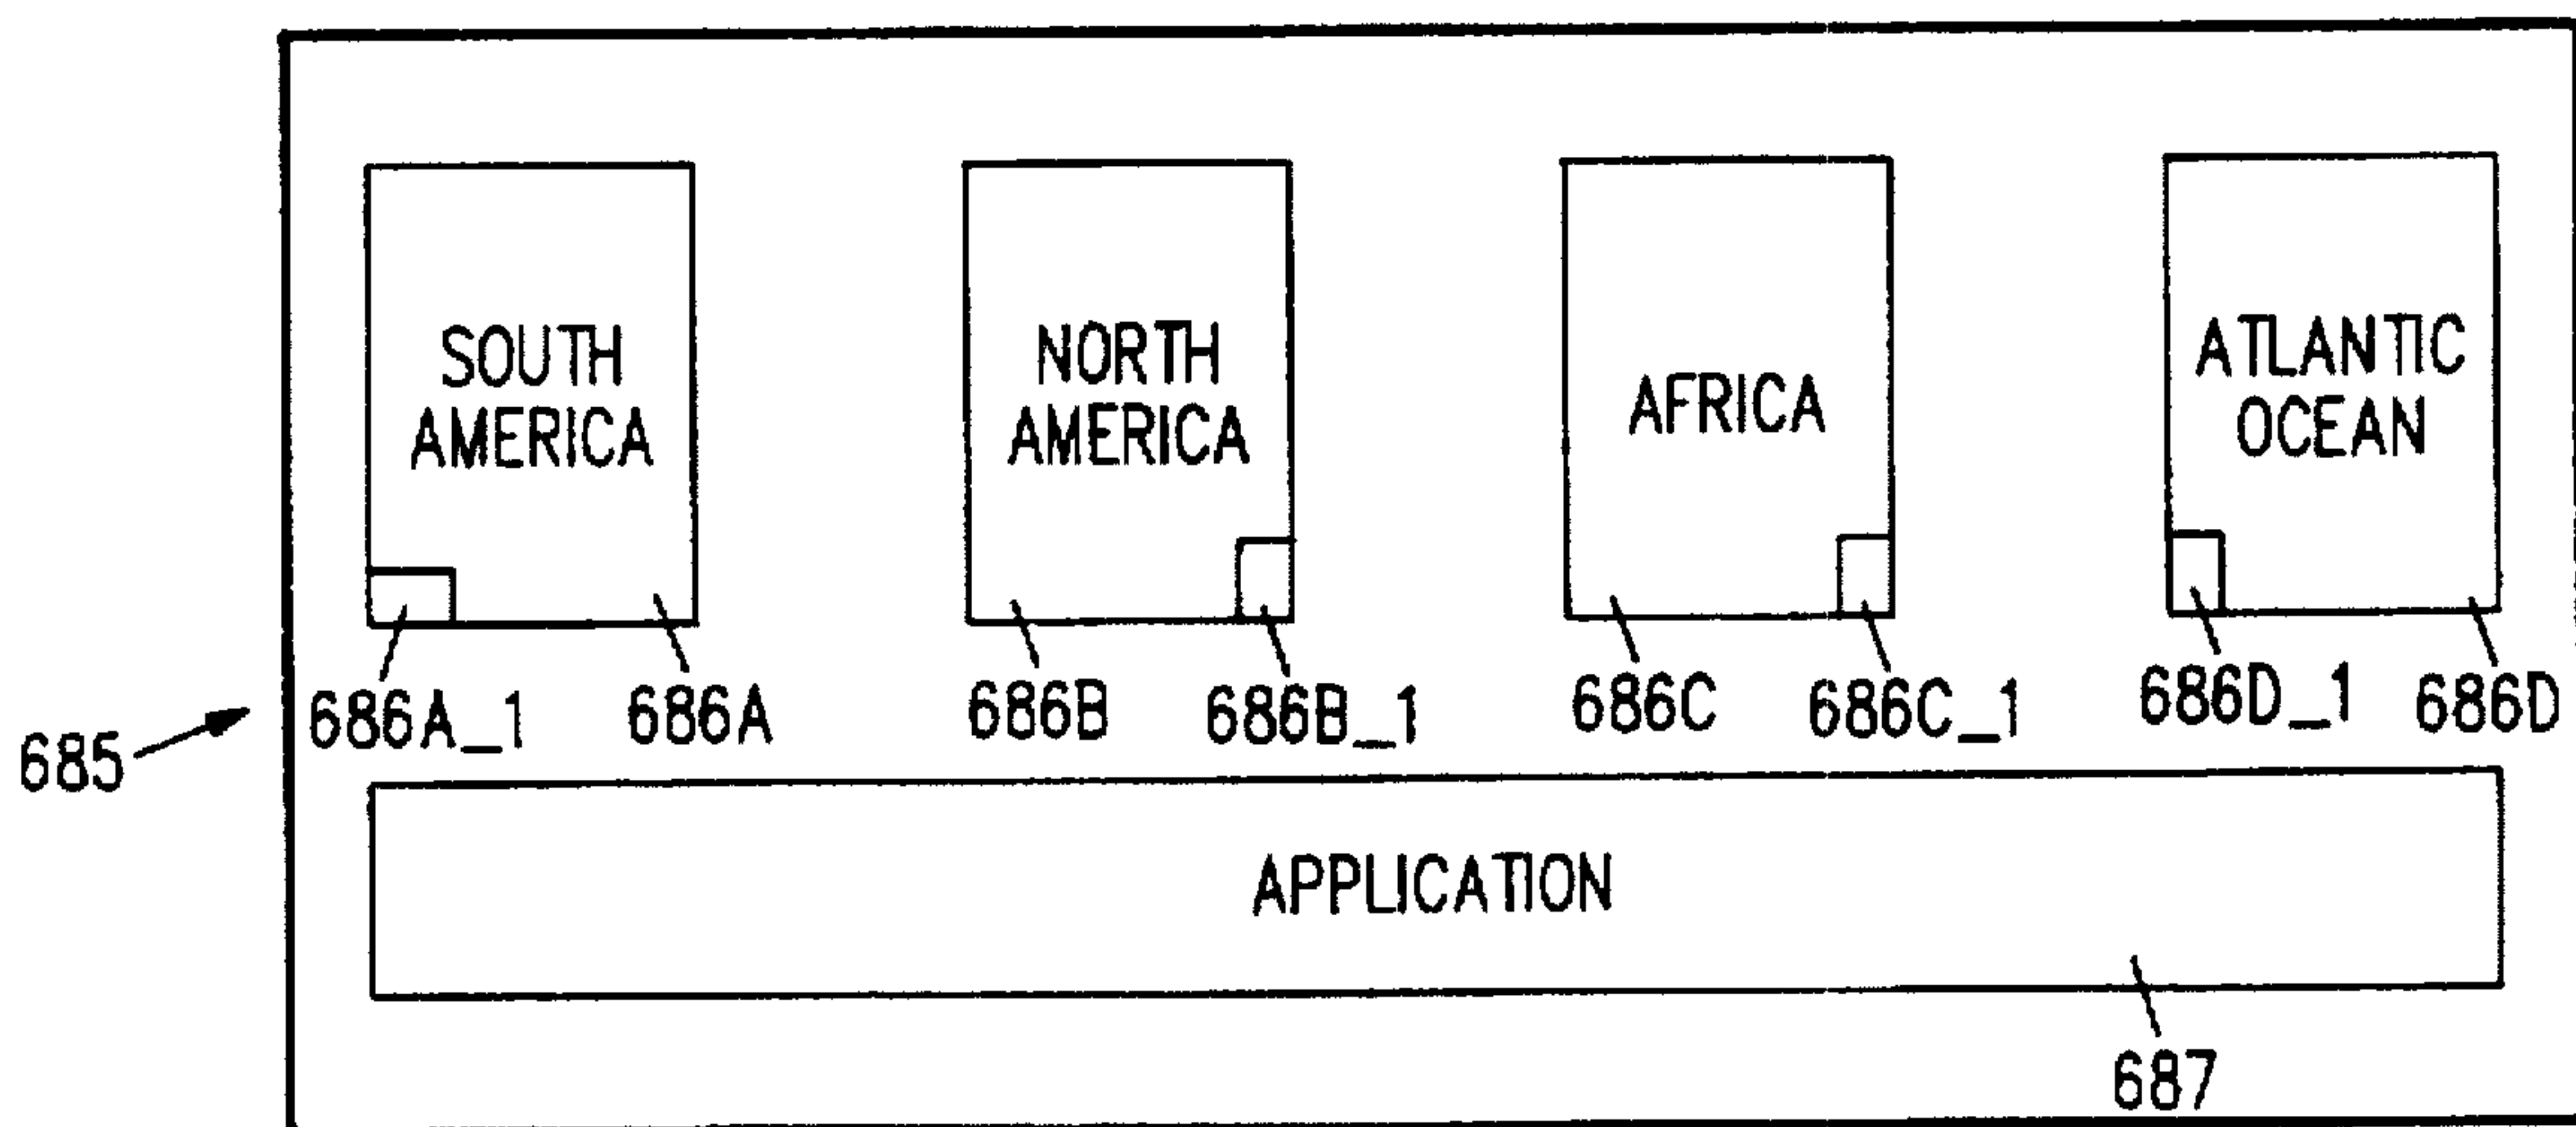 SOUTH
AMERICA
NORTH
AMERICA
AFRICA
ATLANTIC
OCEAN
686A_1
686A
686B
686B_1
686C
686C_1
686D_1
686D
685
APPLICATION
687